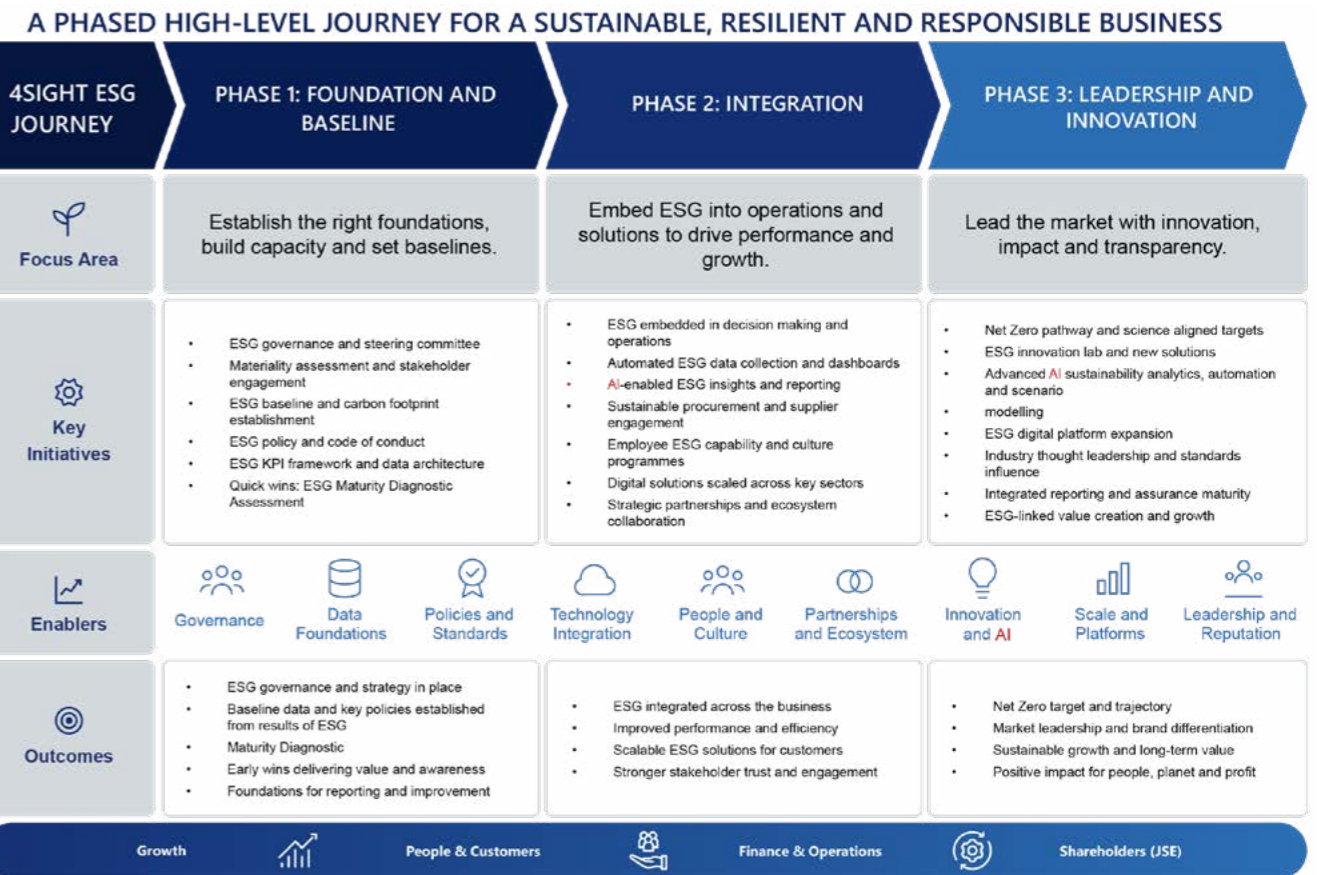 A PHASED HIGH-LEVEL JOURNEY FOR A SUSTAINABLE, RESILIENT AND RESPONSIBLE BUSINESS
4SIGHT ESG
JOURNEY
PHASE 1: FOUNDATION AND
BASELINE
PHASE 2: INTEGRATION
PHASE 3: LEADERSHIP AND
INNOVATION
Focus Area
Establish the right foundations,
build capacity and set baselines.
Embed ESG into operations and
solutions to drive performance and
growth.
Lead the market with innovation,
impact and transparency.
Key
Initiatives
• ESG governance and steering committee
• Materiality assessment and stakeholder
engagement
• ESG baseline and carbon footprint
establishment
• ESG policy and code of conduct
• ESG KPI framework and data architecture
• Quick wins: ESG Maturity Diagnostic
Assessment
• ESG embedded in decision making and
operations
• Automated ESG data collection and dashboards
• AI-enabled ESG insights and reporting
• Sustainable procurement and supplier
engagement
• Employee ESG capability and culture
programmes
• Digital solutions scaled across key sectors
• Strategic partnerships and ecosystem
collaboration
• Net Zero pathway and science aligned targets
• ESG innovation lab and new solutions
• Advanced AI sustainability analytics, automation
and scenario
• modelling
• ESG digital platform expansion
• Industry thought leadership and standards
influence
• Integrated reporting and assurance maturity
• ESG-linked value creation and growth
Enablers
Governance
Data
Foundations
Policies and
Standards
Technology
Integration
People and
Culture
Partnerships
and Ecosystem
Innovation
and AI
Scale and
Platforms
Leadership and
Reputation
Outcomes
• ESG governance and strategy in place
• Baseline data and key policies established
from results of ESG
• Maturity Diagnostic
• Early wins delivering value and awareness
• Foundations for reporting and improvement
• ESG integrated across the business
• Improved performance and efficiency
• Scalable ESG solutions for customers
• Stronger stakeholder trust and engagement
• Net Zero target and trajectory
• Market leadership and brand differentiation
• Sustainable growth and long-term value
• Positive impact for people, planet and profit
Growth
People & Customers
Finance & Operations
Shareholders (JSE)